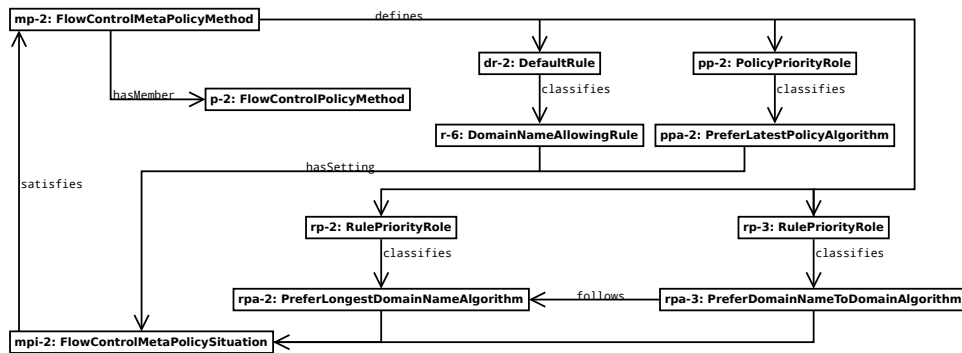 mp-2: FlowControlMetaPolicyMethod
defines
dr-2: DefaultRule
pp-2: PolicyPriorityRole
classifies
classifies
hasMember
p-2: FlowControlPolicyMethod
r-6: DomainNameAllowingRule
ppa-2: PreferLatestPolicyAlgorithm
hasSetting
satisfies
rp-2: RulePriorityRole
rp-3: RulePriorityRole
classifies
classifies
rpa-2: PreferLongestDomainNameAlgorithm
follows
rpa-3: PreferDomainNameToDomainAlgorithm
mpi-2: FlowControlMetaPolicySituation